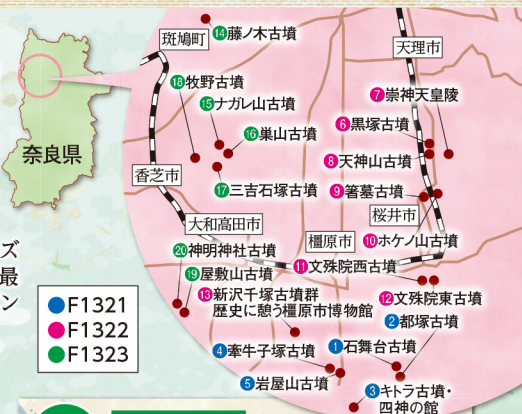 斑鳩町
⑭藤ノ木古墳
天理市
⑱牧野古墳
⑦崇神天皇陵
⑮ナガレ山古墳
⑥黒塚古墳
⑯巣山古墳
⑧天神山古墳
奈良県
香芝市
⑰三吉石塚古墳
⑨箸墓古墳
桜井市
大和高田市
橿原市
⑩ホケノ山古墳
⑳神明神社古墳
⑪文殊院西古墳
⑲屋敷山古墳
⑬新沢千塚古墳群
歴史に憩う橿原市博物館
⑫文殊院東古墳
②都塚古墳
④牽牛子塚古墳
①石舞台古墳
⑤岩屋山古墳
③キトラ古墳・
四神の館
ズ
最
ン
F1321
F1322
F1323